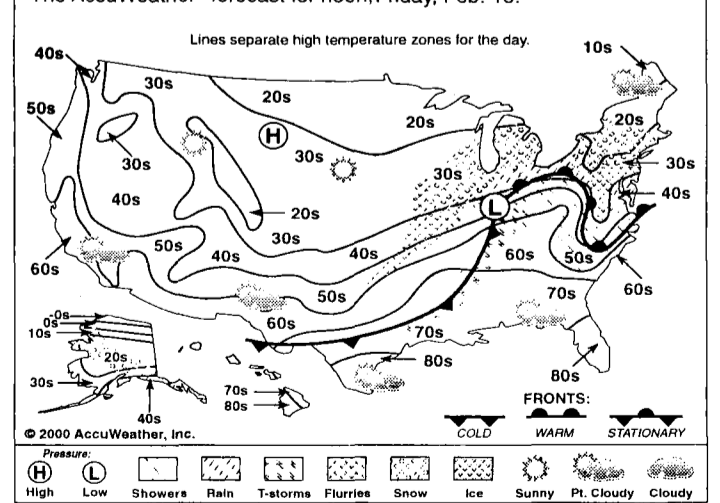 The AccuWeather® forecast for noon, Friday, Feb. 18.
Lines separate high temperature zones for the day.
10s
40s
30s
20s
50s
20s
20s
H
30s
30s
30s
30s
40s
40s
20s
L
30s
50s
40s
40s
60s
50s
60s
50s
70s
60s
60s
-0s
0s
10s
70s
20s
80s
30s
70s
80s
80s
40s
FRONTS:
© 2000 AccuWeather, Inc.
COLD WARM STATIONARY
Pressure:
H L
High Low Showers Rain T-storms Flurries Snow Ice Sunny Pt. Cloudy Cloudy